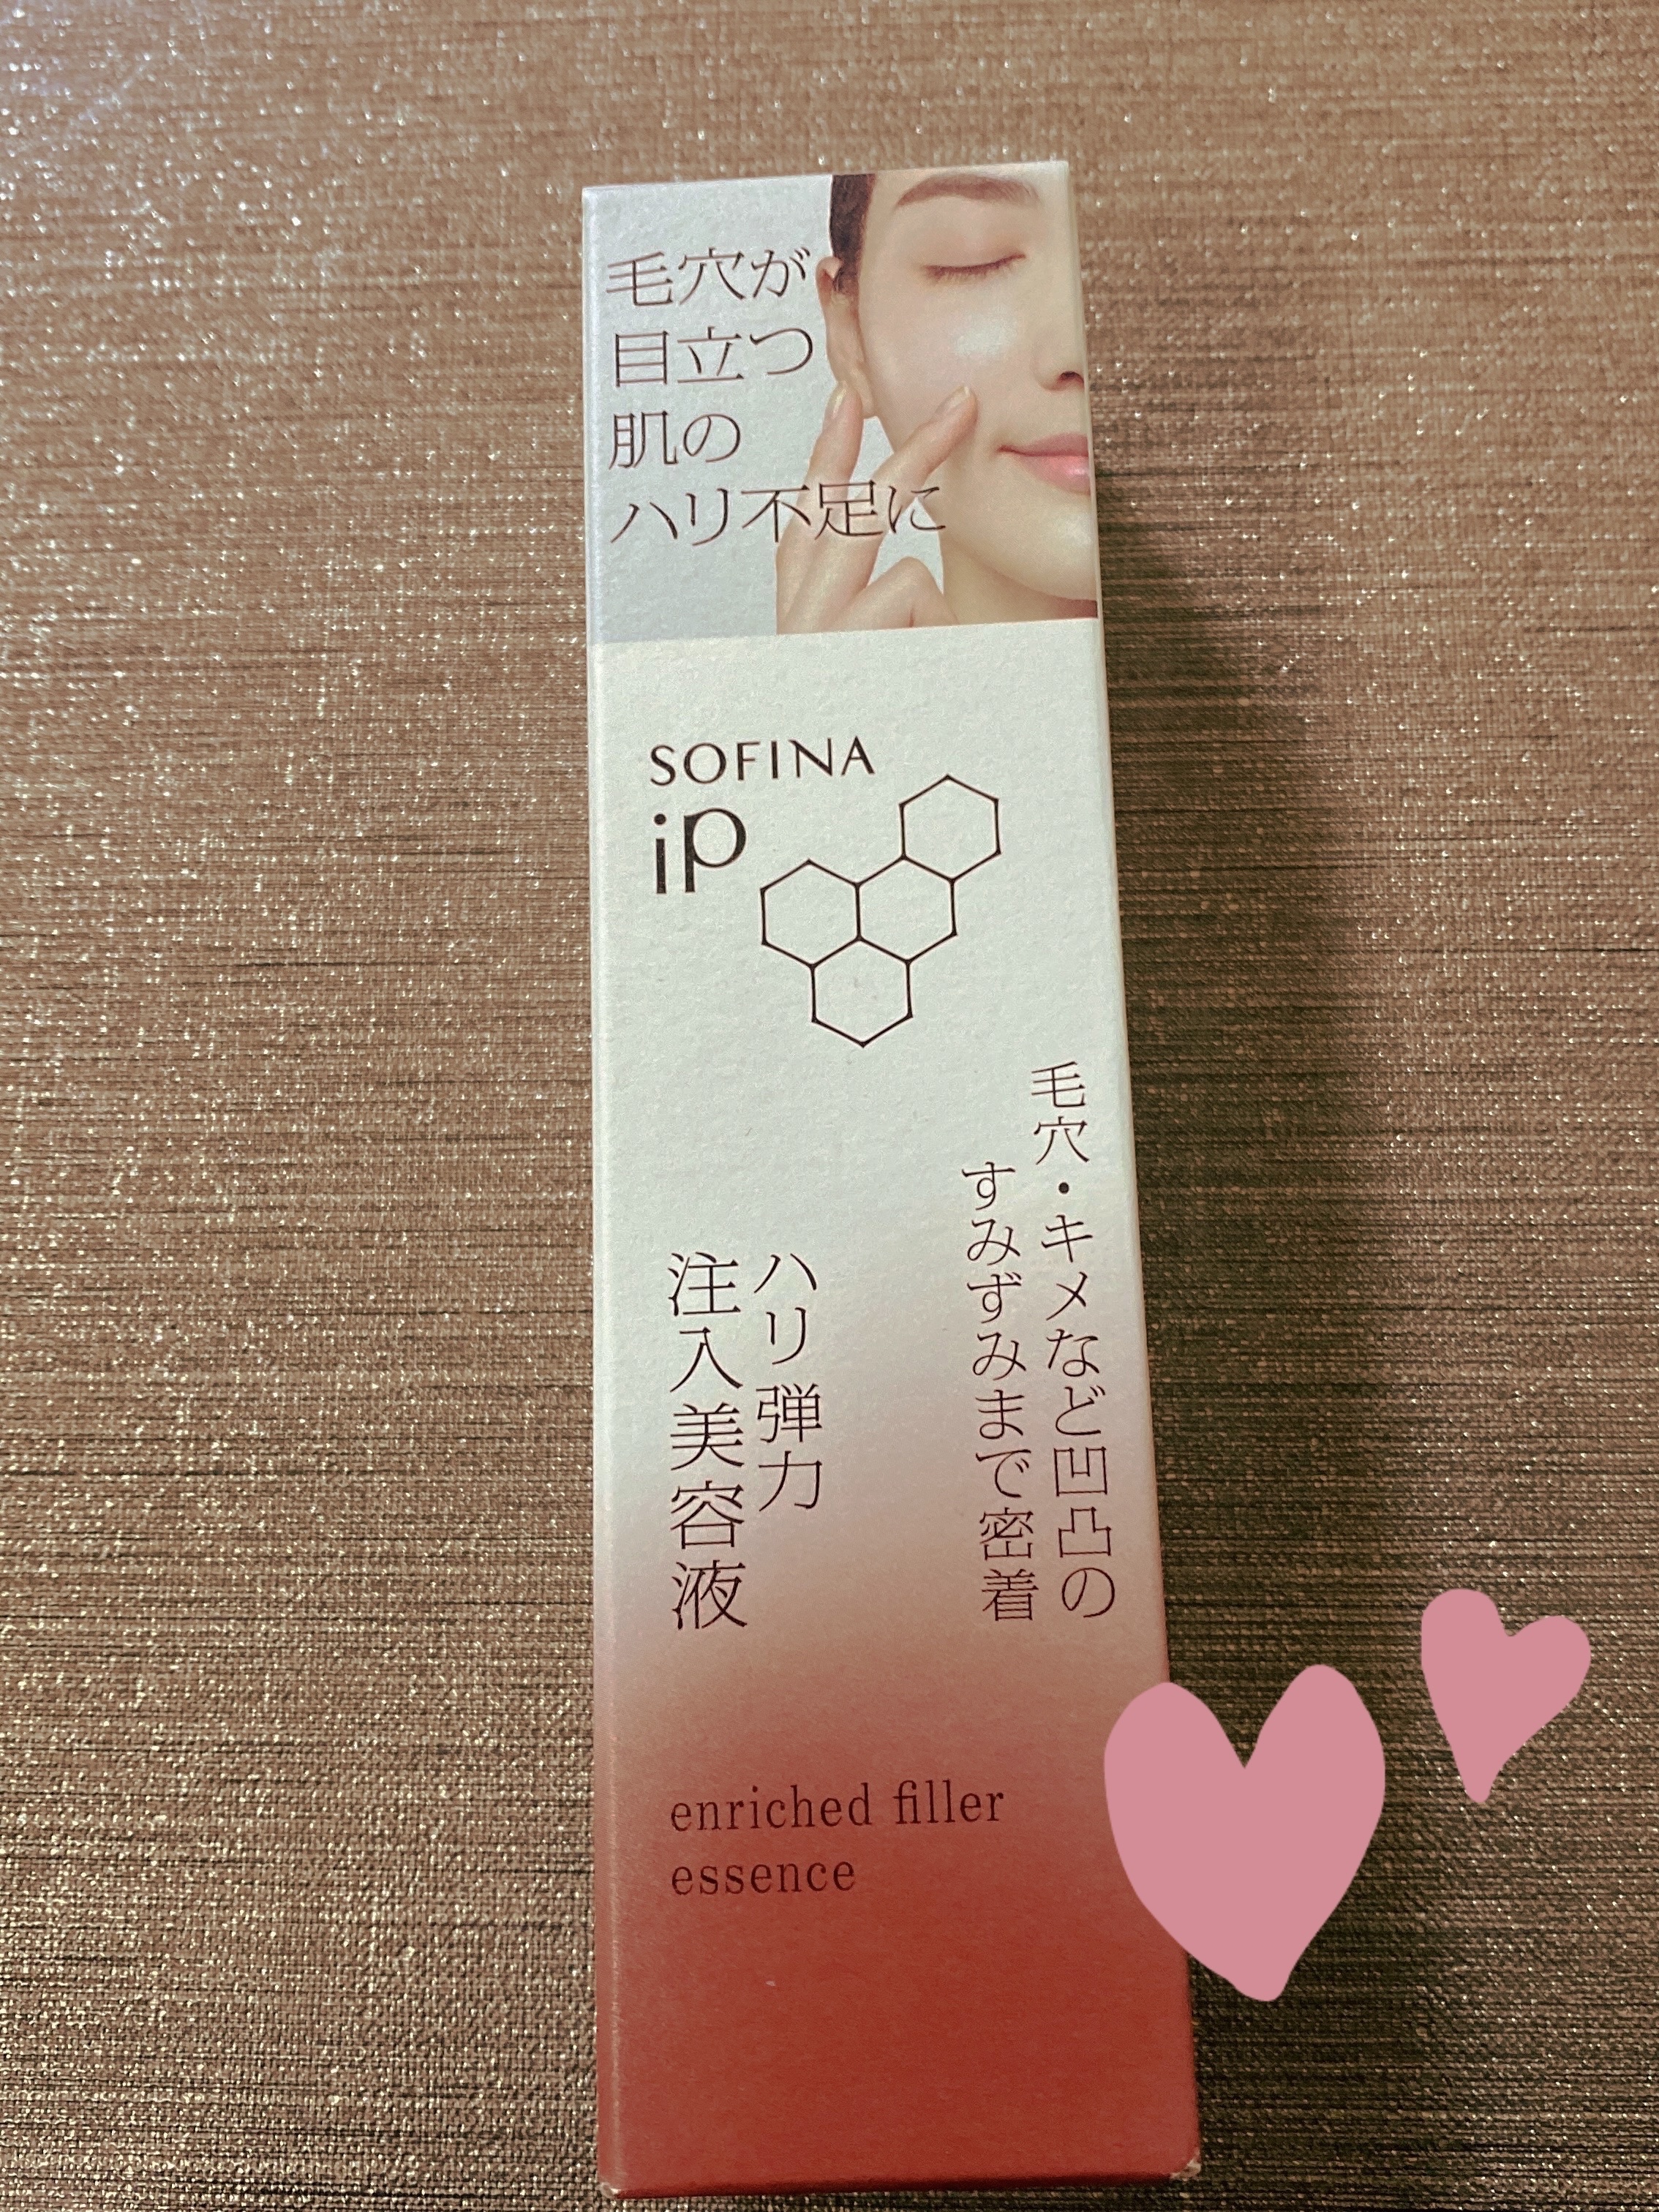 毛穴が
目立つ
肌の
ハリ不足に
SOFINA
iP
毛穴・キメなど凹凸の
すみずみまで密着
ハリ弾力
注入美容液
enriched filler
essence